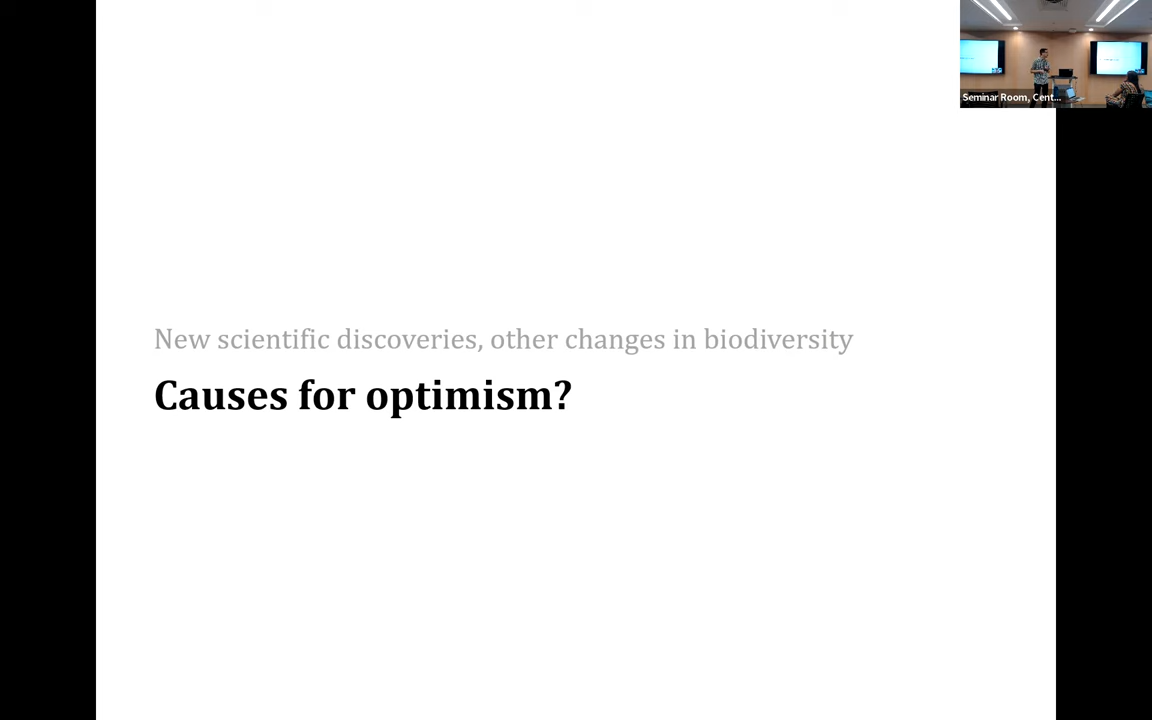 Seminar Room, Cent...
New scientific discoveries, other changes in biodiversity
Causes for optimism?